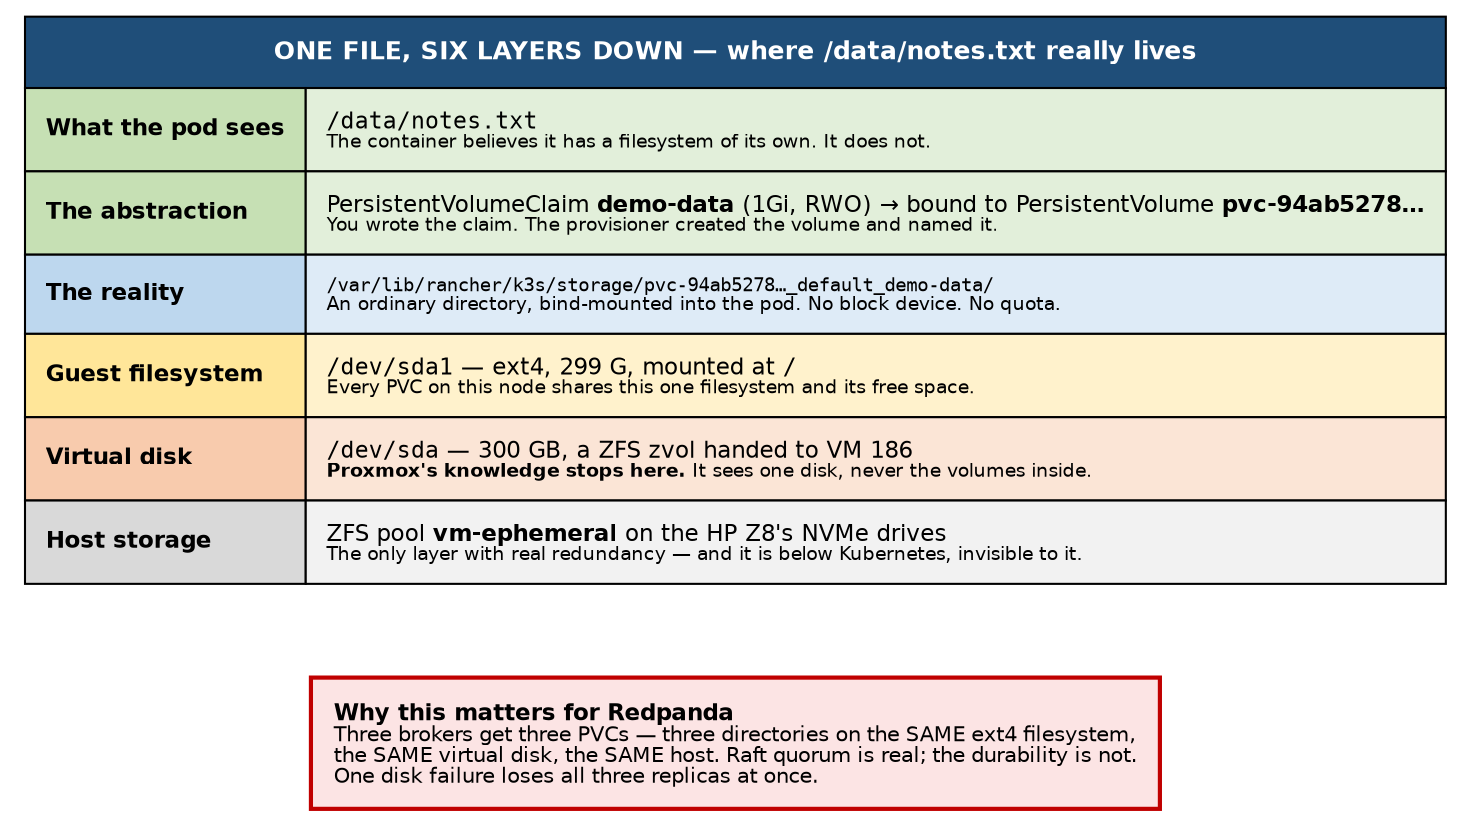 ONE FILE, SIX LAYERS DOWN — where /data/notes.txt really lives
What the pod sees
/data/notes.txt
The container believes it has a filesystem of its own. It does not.
The abstraction
PersistentVolumeClaim demo-data (1Gi, RWO) → bound to PersistentVolume pvc-94ab5278…
You wrote the claim. The provisioner created the volume and named it.
The reality
/var/lib/rancher/k3s/storage/pvc-94ab5278…_default_demo-data/
An ordinary directory, bind-mounted into the pod. No block device. No quota.
Guest filesystem
/dev/sda1 — ext4, 299 G, mounted at /
Every PVC on this node shares this one filesystem and its free space.
Virtual disk
/dev/sda — 300 GB, a ZFS zvol handed to VM 186
Proxmox's knowledge stops here. It sees one disk, never the volumes inside.
Host storage
ZFS pool vm-ephemeral on the HP Z8's NVMe drives
The only layer with real redundancy — and it is below Kubernetes, invisible to it.
Why this matters for Redpanda
Three brokers get three PVCs — three directories on the SAME ext4 filesystem,
the SAME virtual disk, the SAME host. Raft quorum is real; the durability is not.
One disk failure loses all three replicas at once.